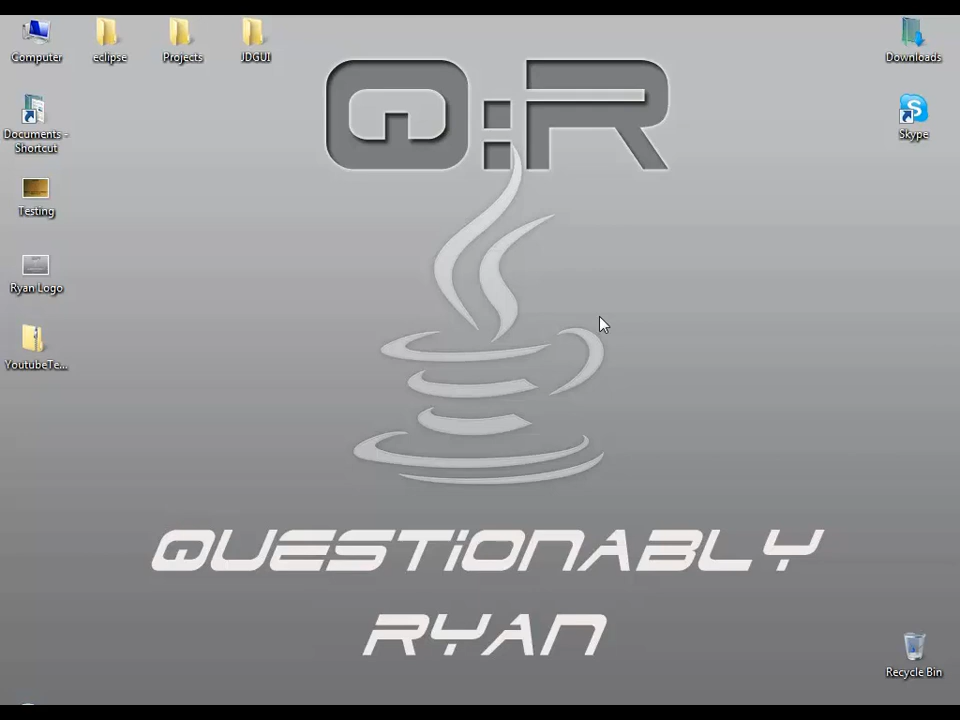 Computer
eclipse
Projects
JDGUI
Downloads
Q:R
Documents -
Shortcut
Skype
Testing
Ryan Logo
YoutubeTe...
QUESTIONABLY
RYAN
Recycle Bin